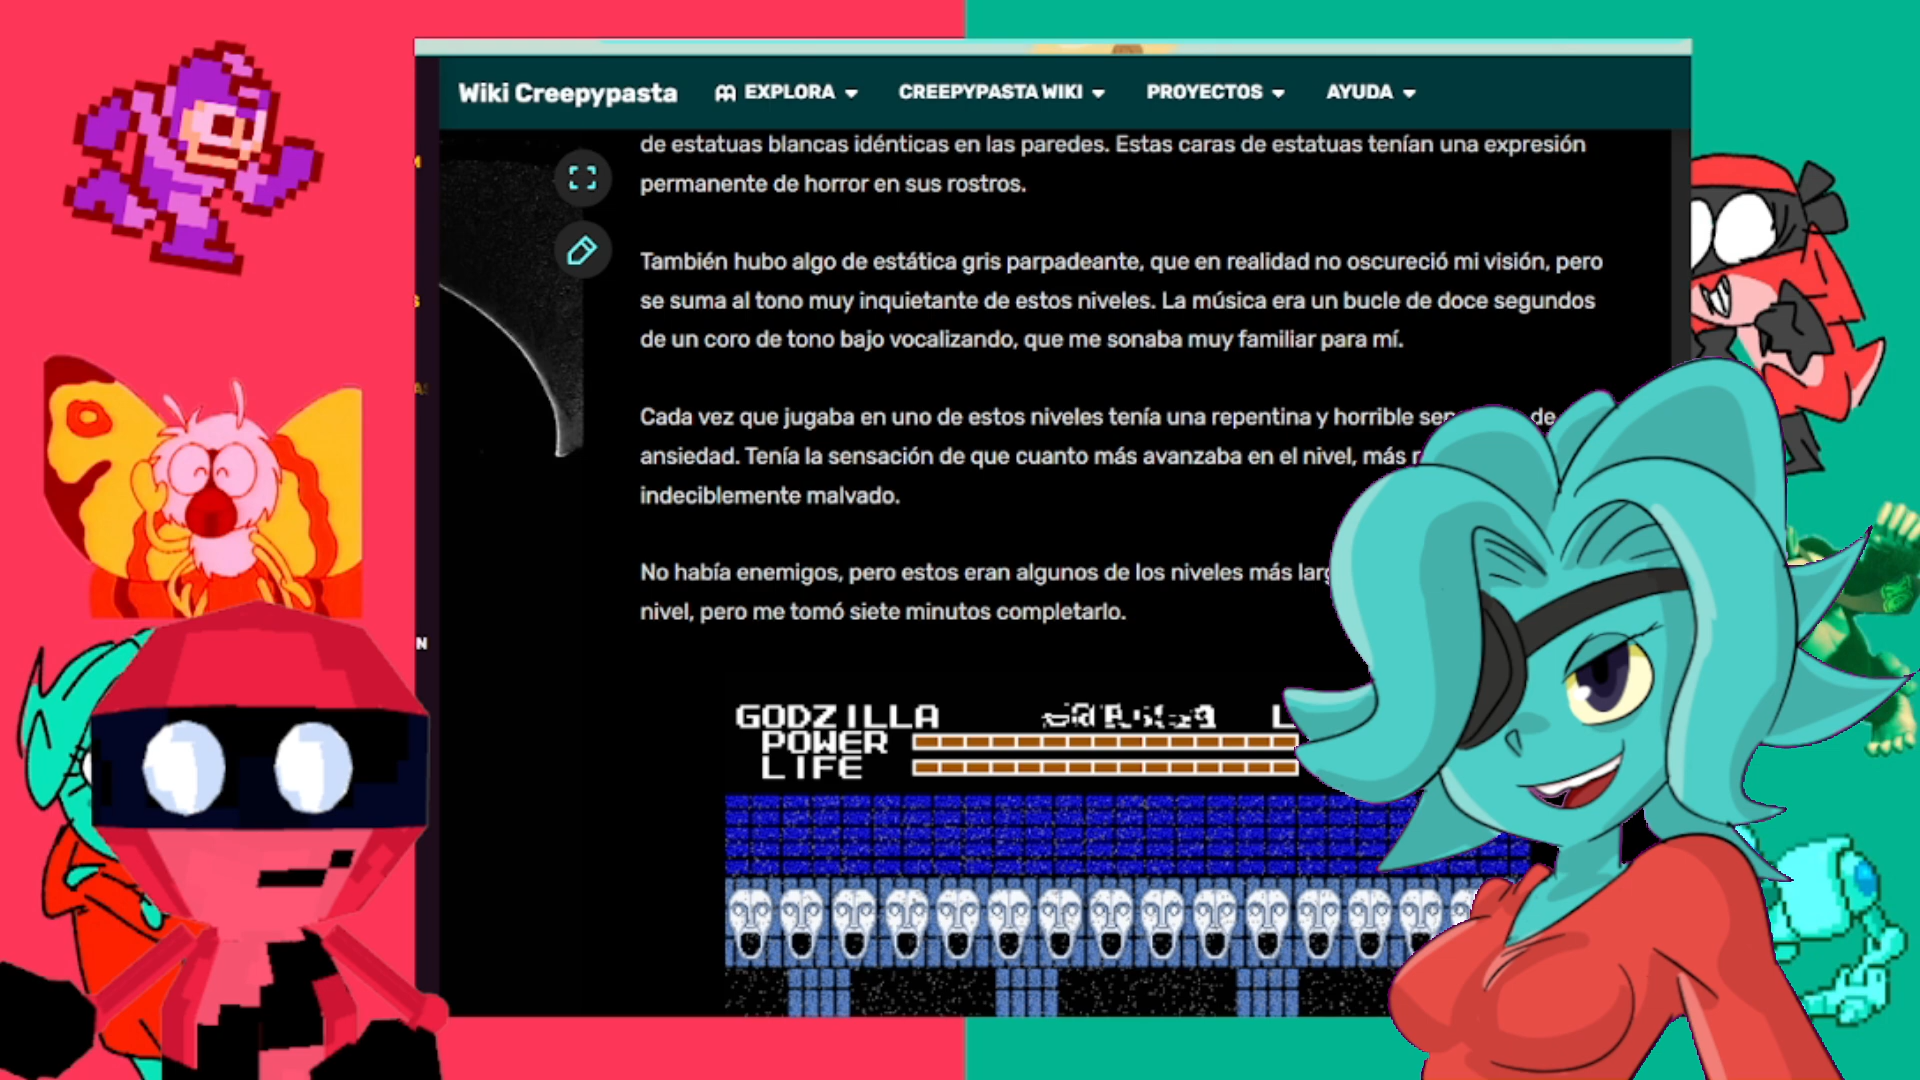 Wiki Creepypasta EXPLORA CREEPYPASTA WIKI PROYECTOS AYUDA
de estatuas blancas idénticas en las paredes. Estas caras de estatuas tenían una expresión
permanente de horror en sus rostros.
También hubo algo de estática gris parpadeante, que en realidad no oscureció mi visión, pero
se suma al tono muy inquietante de estos niveles. La música era un bucle de doce segundos
de un coro de tono bajo vocalizando, que me sonaba muy familiar para mí.
Cada vez que jugaba en uno de estos niveles tenía una repentina y horrible de
ansiedad. Tenía la sensación de que cuanto más avanzaba en el nivel, más
indeciblemente malvado.
No había enemigos, pero estos eran algunos de los niveles más
nivel, pero me tomó siete minutos completarlo.
N
GODZILLA
POWER
LIFE